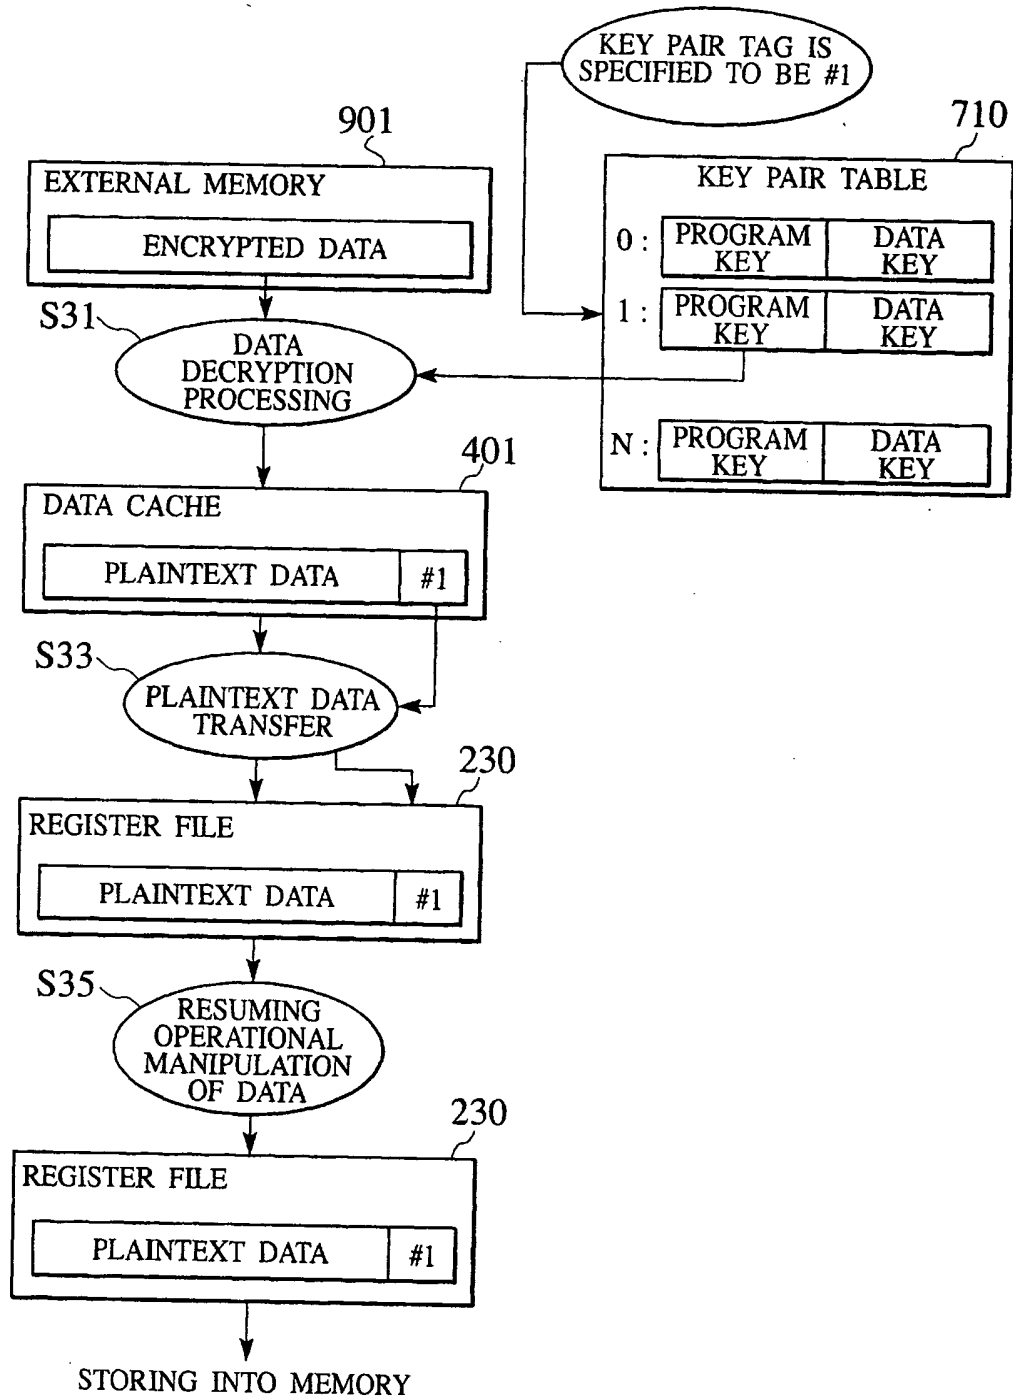 KEY PAIR TAG IS
SPECIFIED TO BE #1
901
710
EXTERNAL MEMORY
ENCRYPTED DATA
KEY PAIR TABLE
0 :
PROGRAM
KEY
DATA
KEY
1 :
PROGRAM
KEY
DATA
KEY
N :
PROGRAM
KEY
DATA
KEY
S31
DATA
DECRYPTION
PROCESSING
401
DATA CACHE
PLAINTEXT DATA
#1
S33
PLAINTEXT DATA
TRANSFER
230
REGISTER FILE
PLAINTEXT DATA
#1
S35
RESUMING
OPERATIONAL
MANIPULATION
OF DATA
230
REGISTER FILE
PLAINTEXT DATA
#1
STORING INTO MEMORY